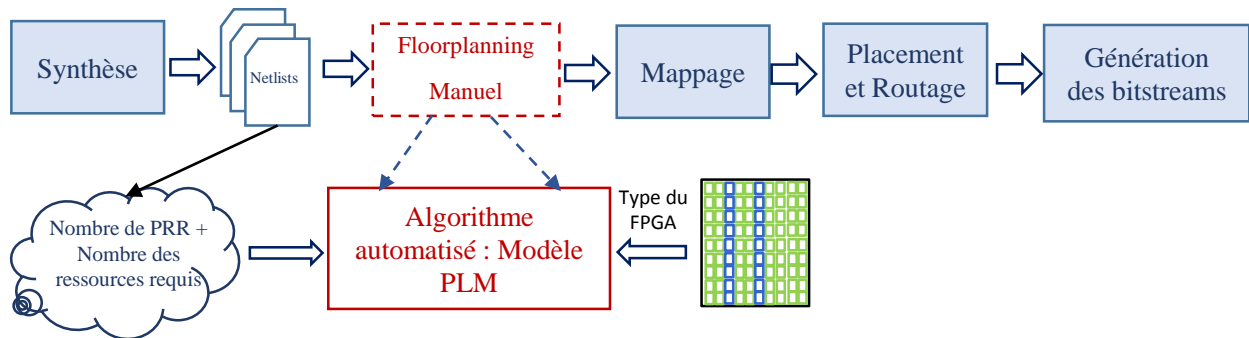 Synthèse
Netlists
Floorplanning
Manuel
Mappage
Placement
et Routage
Génération
des bitstreams
Nombre de PRR +
Nombre des
ressources requis
Algorithme
automatisé : Modèle
PLM
Type du
FPGA